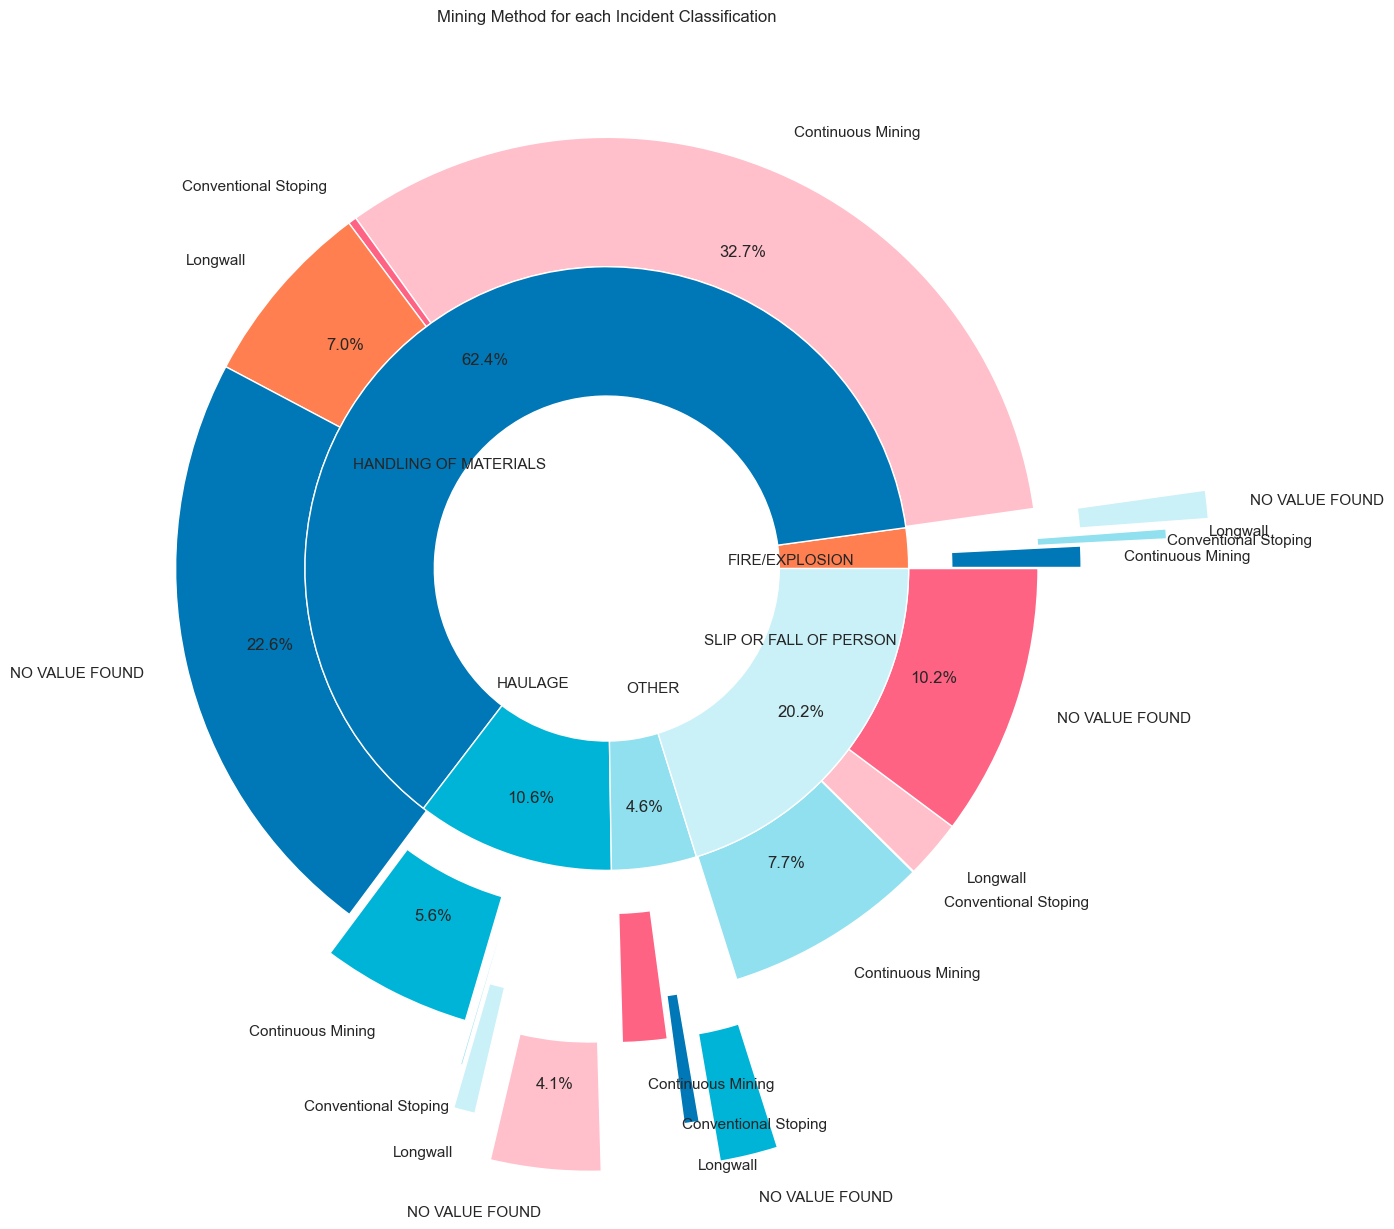 Mining Method for each Incident Classification
Continuous Mining
Conventional Stoping
Longwall
32.7%
7.0%
62.4%
HANDLING OF MATERIALS
NO VALUE FOUND
Longwall
Conventional Stoping
Continuous Mining
FIRE/EXPLOSION
SLIP OR FALL OF PERSON
22.6%
NO VALUE FOUND
HAULAGE
OTHER
10.2%
20.2%
NO VALUE FOUND
10.6%
4.6%
7.7%
Longwall
Conventional Stoping
5.6%
Continuous Mining
Continuous Mining
4.1%
Continuous Mining
Conventional Stoping
Conventional Stoping
Longwall
Longwall
NO VALUE FOUND
NO VALUE FOUND